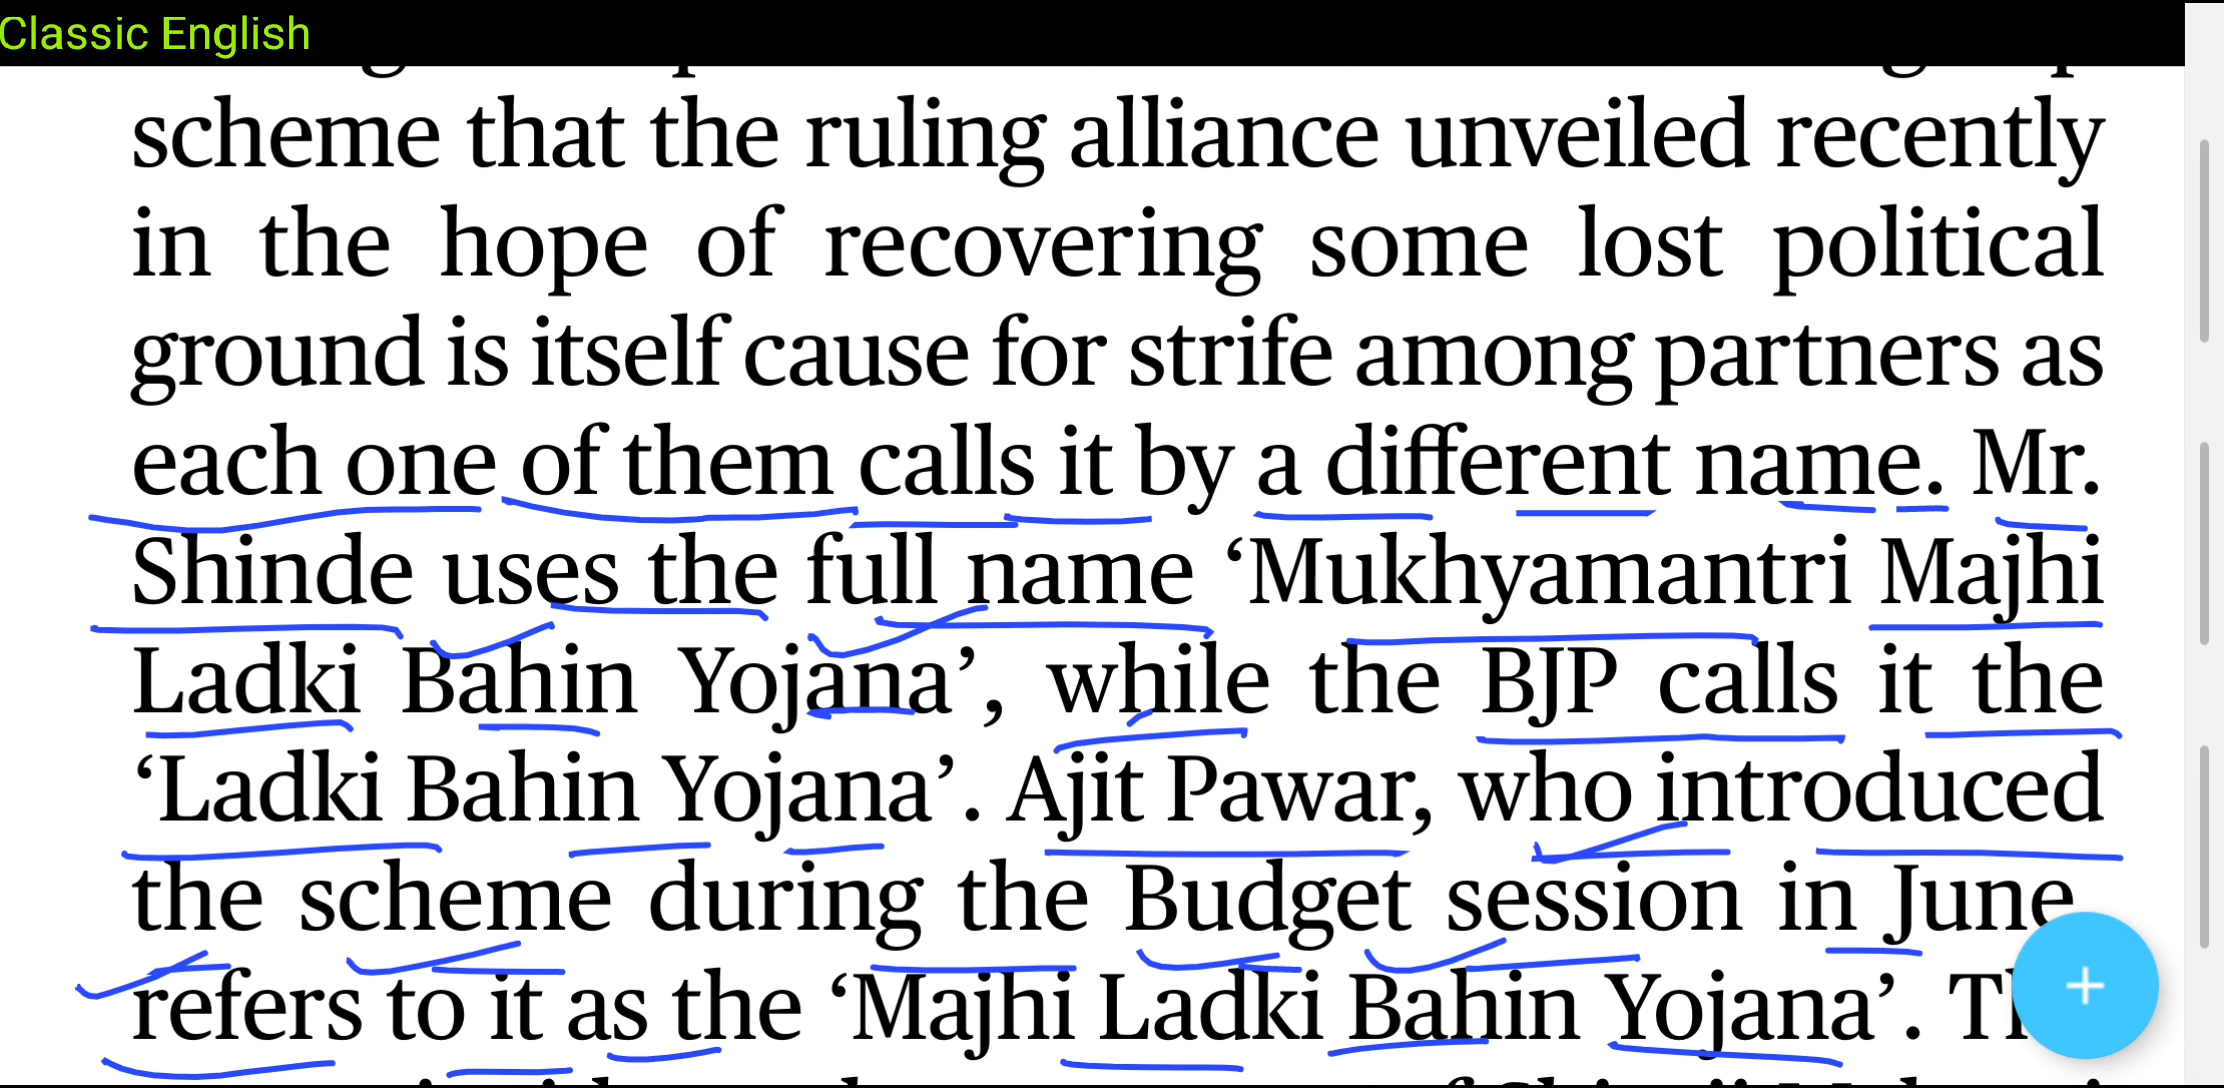 Classic English
scheme that the ruling alliance unveiled recently
in the hope of recovering some lost political
ground is itself cause for strife among partners as
each one of them calls it by a different name. Mr.
Shinde uses the full name ‘Mukhyamantri Majhi
Ladki Bahin Yojana’, while the BJP calls it the
‘Ladki Bahin Yojana’. Ajit Pawar, who introduced
the scheme during the Budget session in June
refers to it as the ‘Majhi Ladki Bahin Yojana’.